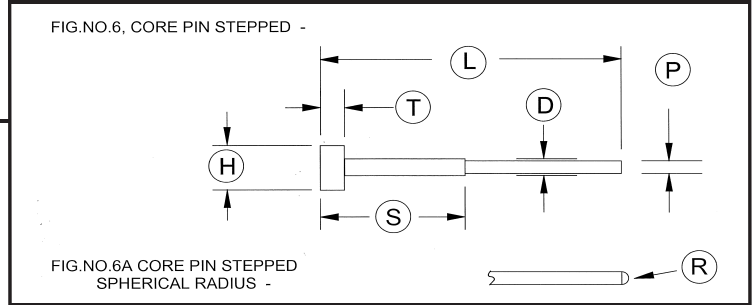 FIG.NO.6, CORE PIN STEPPED -
L
P
T
D
H
S
FIG.NO.6A CORE PIN STEPPED
SPHERICAL RADIUS -
R